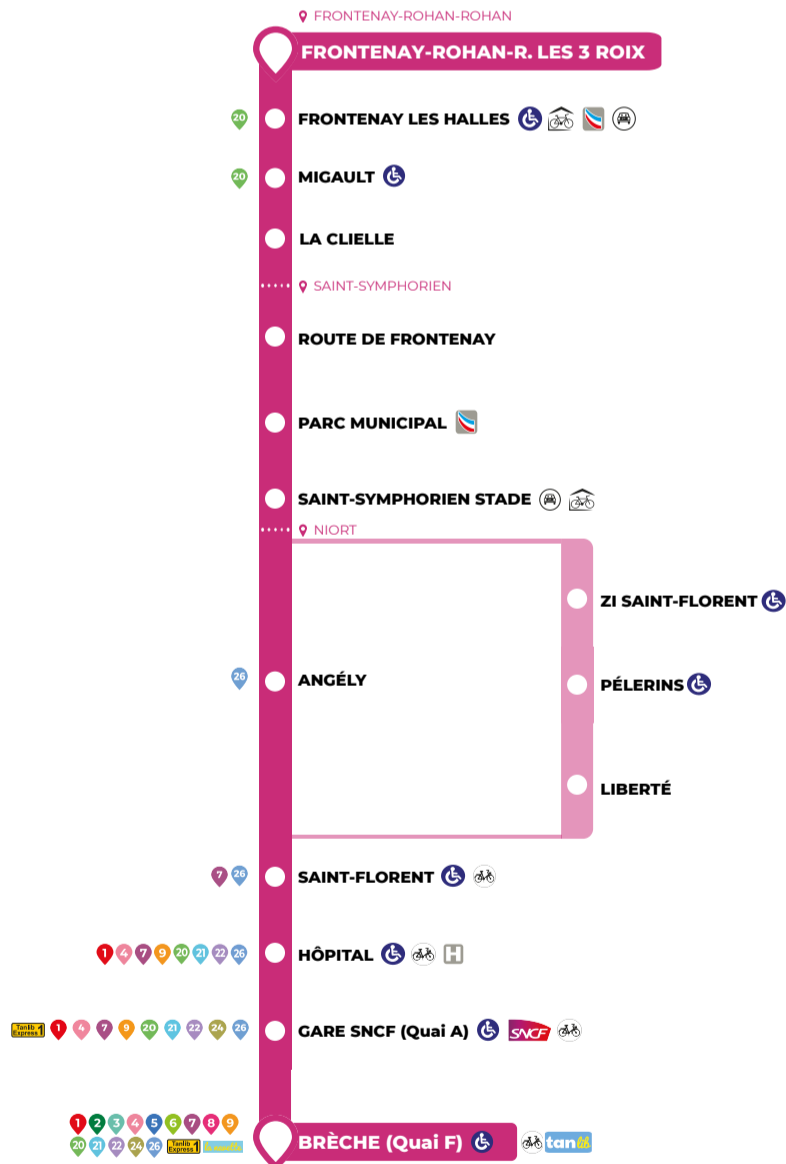 FRONTENAY-ROHAN-ROHAN
FRONTENAY-ROHAN-R. LES 3 ROIX
20 FRONTENAY LES HALLES
20 MIGAULT
LA CLIELLE
SAINT-SYMPHORIEN
ROUTE DE FRONTENAY
PARC MUNICIPAL
SAINT-SYMPHORIEN STADE
NIORT
ZI SAINT-FLORENT
26 ANGÉLY
PÉLERINS
LIBERTÉ
7 26 SAINT-FLORENT
1 4 7 9 20 21 22 26 HÔPITAL H
Tanlib Express 1 1 4 7 9 20 21 22 24 26 GARE SNCF (Quai A) SNCF
1 2 3 4 5 6 7 8 9
20 21 22 24 26 Tanlib Express 1 BRÈCHE (Quai F) tanlib